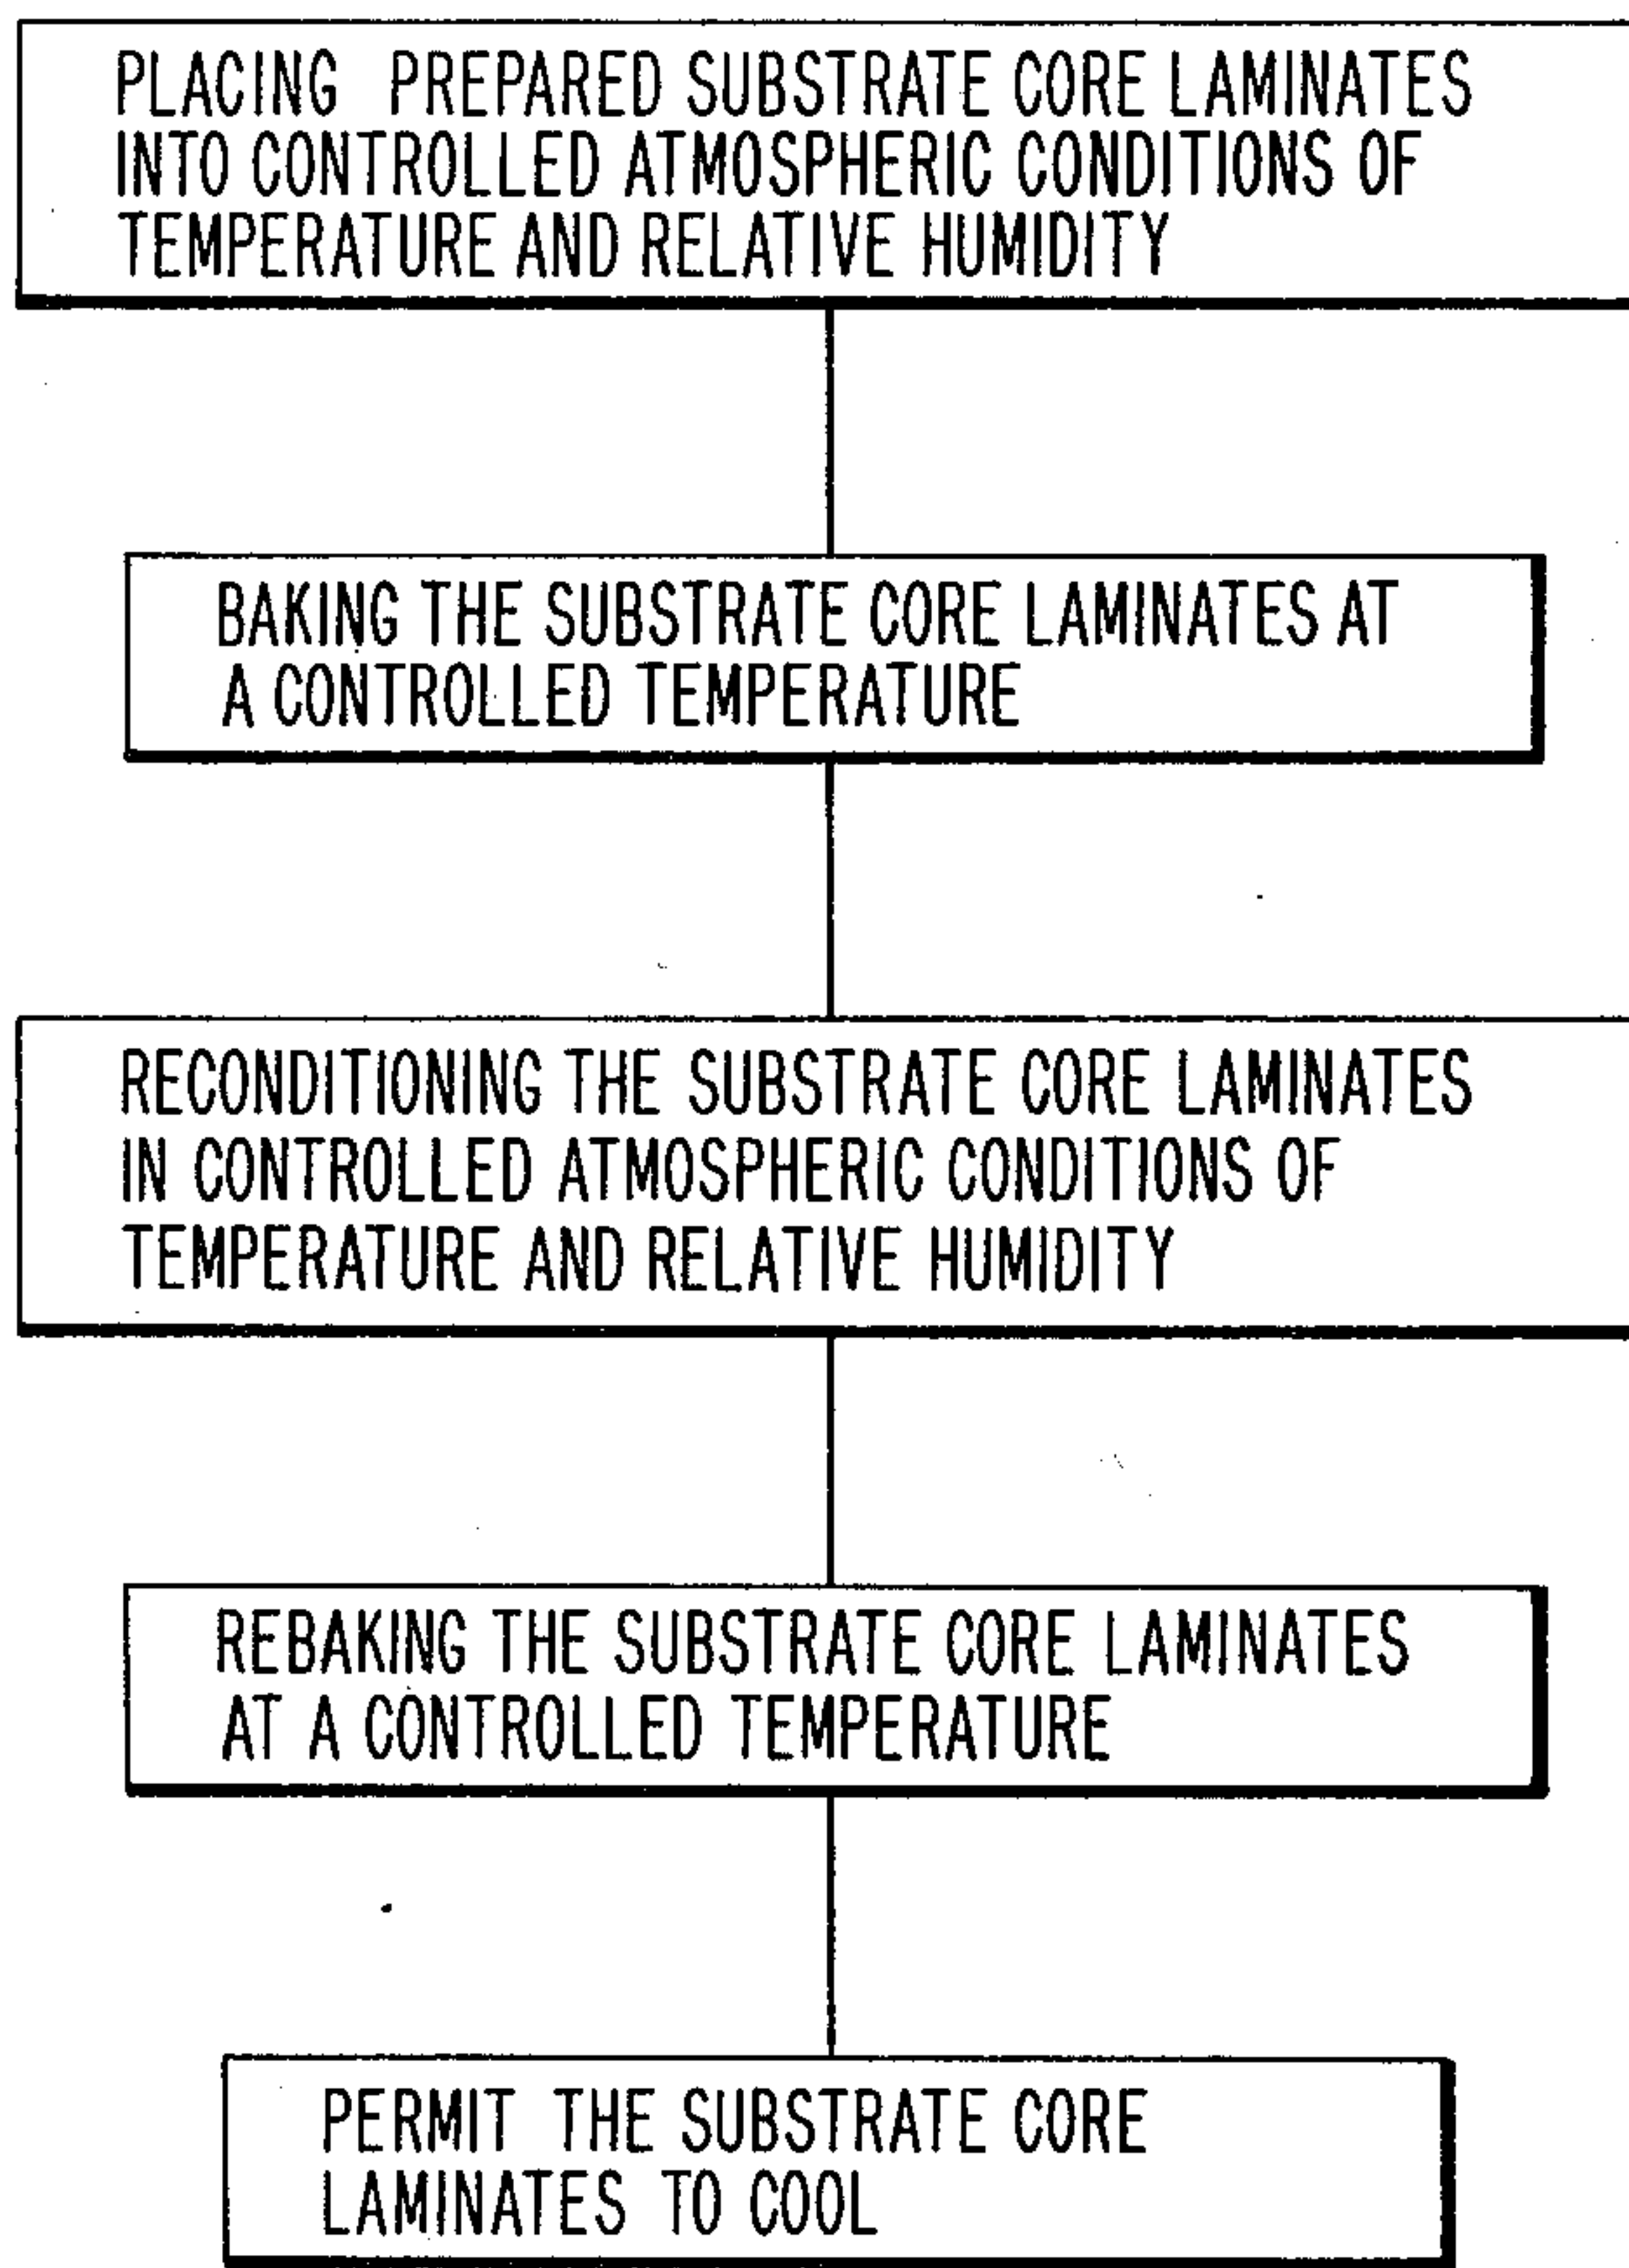 PLACING PREPARED SUBSTRATE CORE LAMINATES
INTO CONTROLLED ATMOSPHERIC CONDITIONS OF
TEMPERATURE AND RELATIVE HUMIDITY
BAKING THE SUBSTRATE CORE LAMINATES AT
A CONTROLLED TEMPERATURE
RECONDITIONING THE SUBSTRATE CORE LAMINATES
IN CONTROLLED ATMOSPHERIC CONDITIONS OF
TEMPERATURE AND RELATIVE HUMIDITY
REBAKING THE SUBSTRATE CORE LAMINATES
AT A CONTROLLED TEMPERATURE
PERMIT THE SUBSTRATE CORE
LAMINATES TO COOL